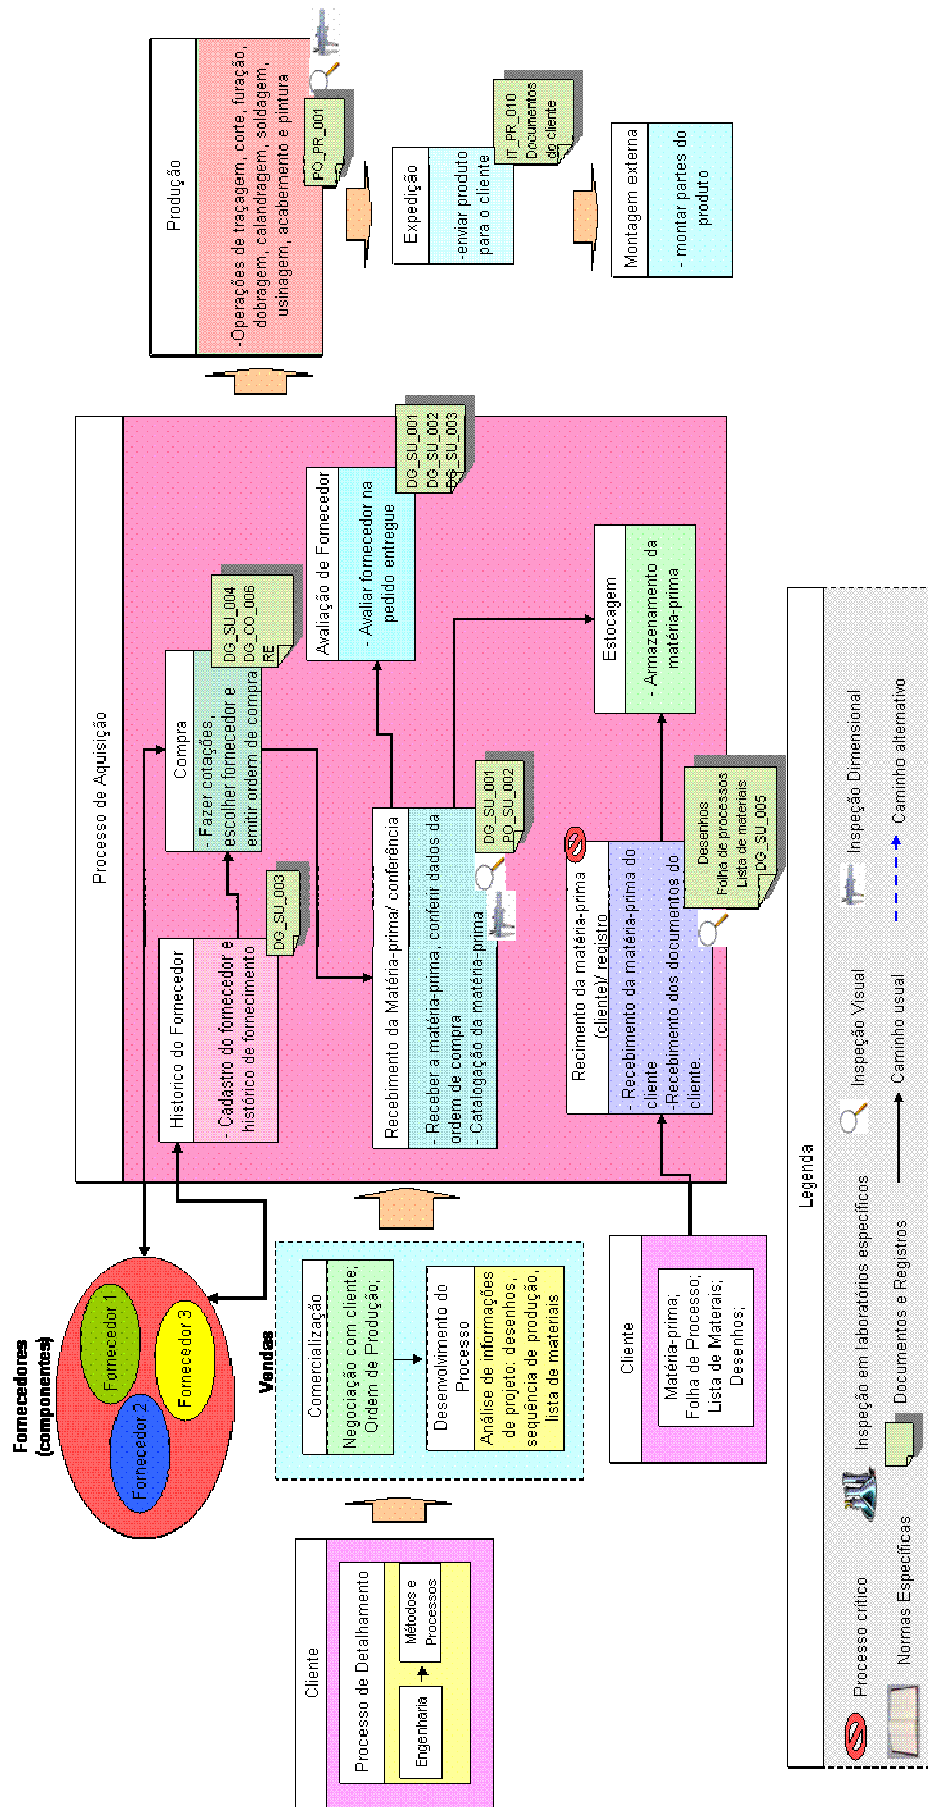 Fornecedores
(componentes)
Fornecedor 1
Fornecedor 2
Fornecedor 3
Cliente
Processo de Detalhamento
Engenharia
Métodos e
Processos
Vendas
Comercialização
Negociação com cliente;
Ordem de Produção;
Desenvolvimento do
Processo
Análise de informações
de projeto: desenhos,
sequência de produção,
lista de materiais
Cliente
Matéria-prima;
Folha de Processo;
Lista de Materais;
Desenhos;
Processo de Aquisição
Historico do Fornecedor
- Cadastro do fornecedor e
histórico de fornecimento
DG_SU_003
Compra
- Fazer cotações,
escolher fornecedor e
emitir ordem de compra
DG_SU_004
DG_CO_006
RE
Recebimento da Matéria-prima/ conferência
- Receber a matéria-prima, conferir dados da
ordem de compra
- Catalogação da matéria-prima
DG_SU_001
PO_SU_002
Avaliação de Fornecedor
- Avaliar fornecedor na
pedido entregue
DG_SU_001
DG_SU_002
DG_SU_003
Recimento da matéria-prima
(cliente)/ registro
- Recebimento da matéria-prima do
cliente
-Recebimento dos documentos do
cliente.
Desenhos
Folha de processos
Lista de materiais
DG_SU_005
Estocagem
- Armazenamento da
matéria-prima
Produção
-Operações de traçagem, corte, furação,
dobragem, calandragem, soldagem,
usinagem, acabemento e pintura
PO_PR_001
Expedição
-enviar produto
para o cliente
IT_PR_010
Documentos
do cliente
Montagem externa
- montar partes do
produto
Legenda
Processo crítico
Inspeção em laboratórios específicos
Inspeção Visual
Inspeção Dimensional
Normas Específicas
Documentos e Registros
Caminho usual
Caminho alternativo